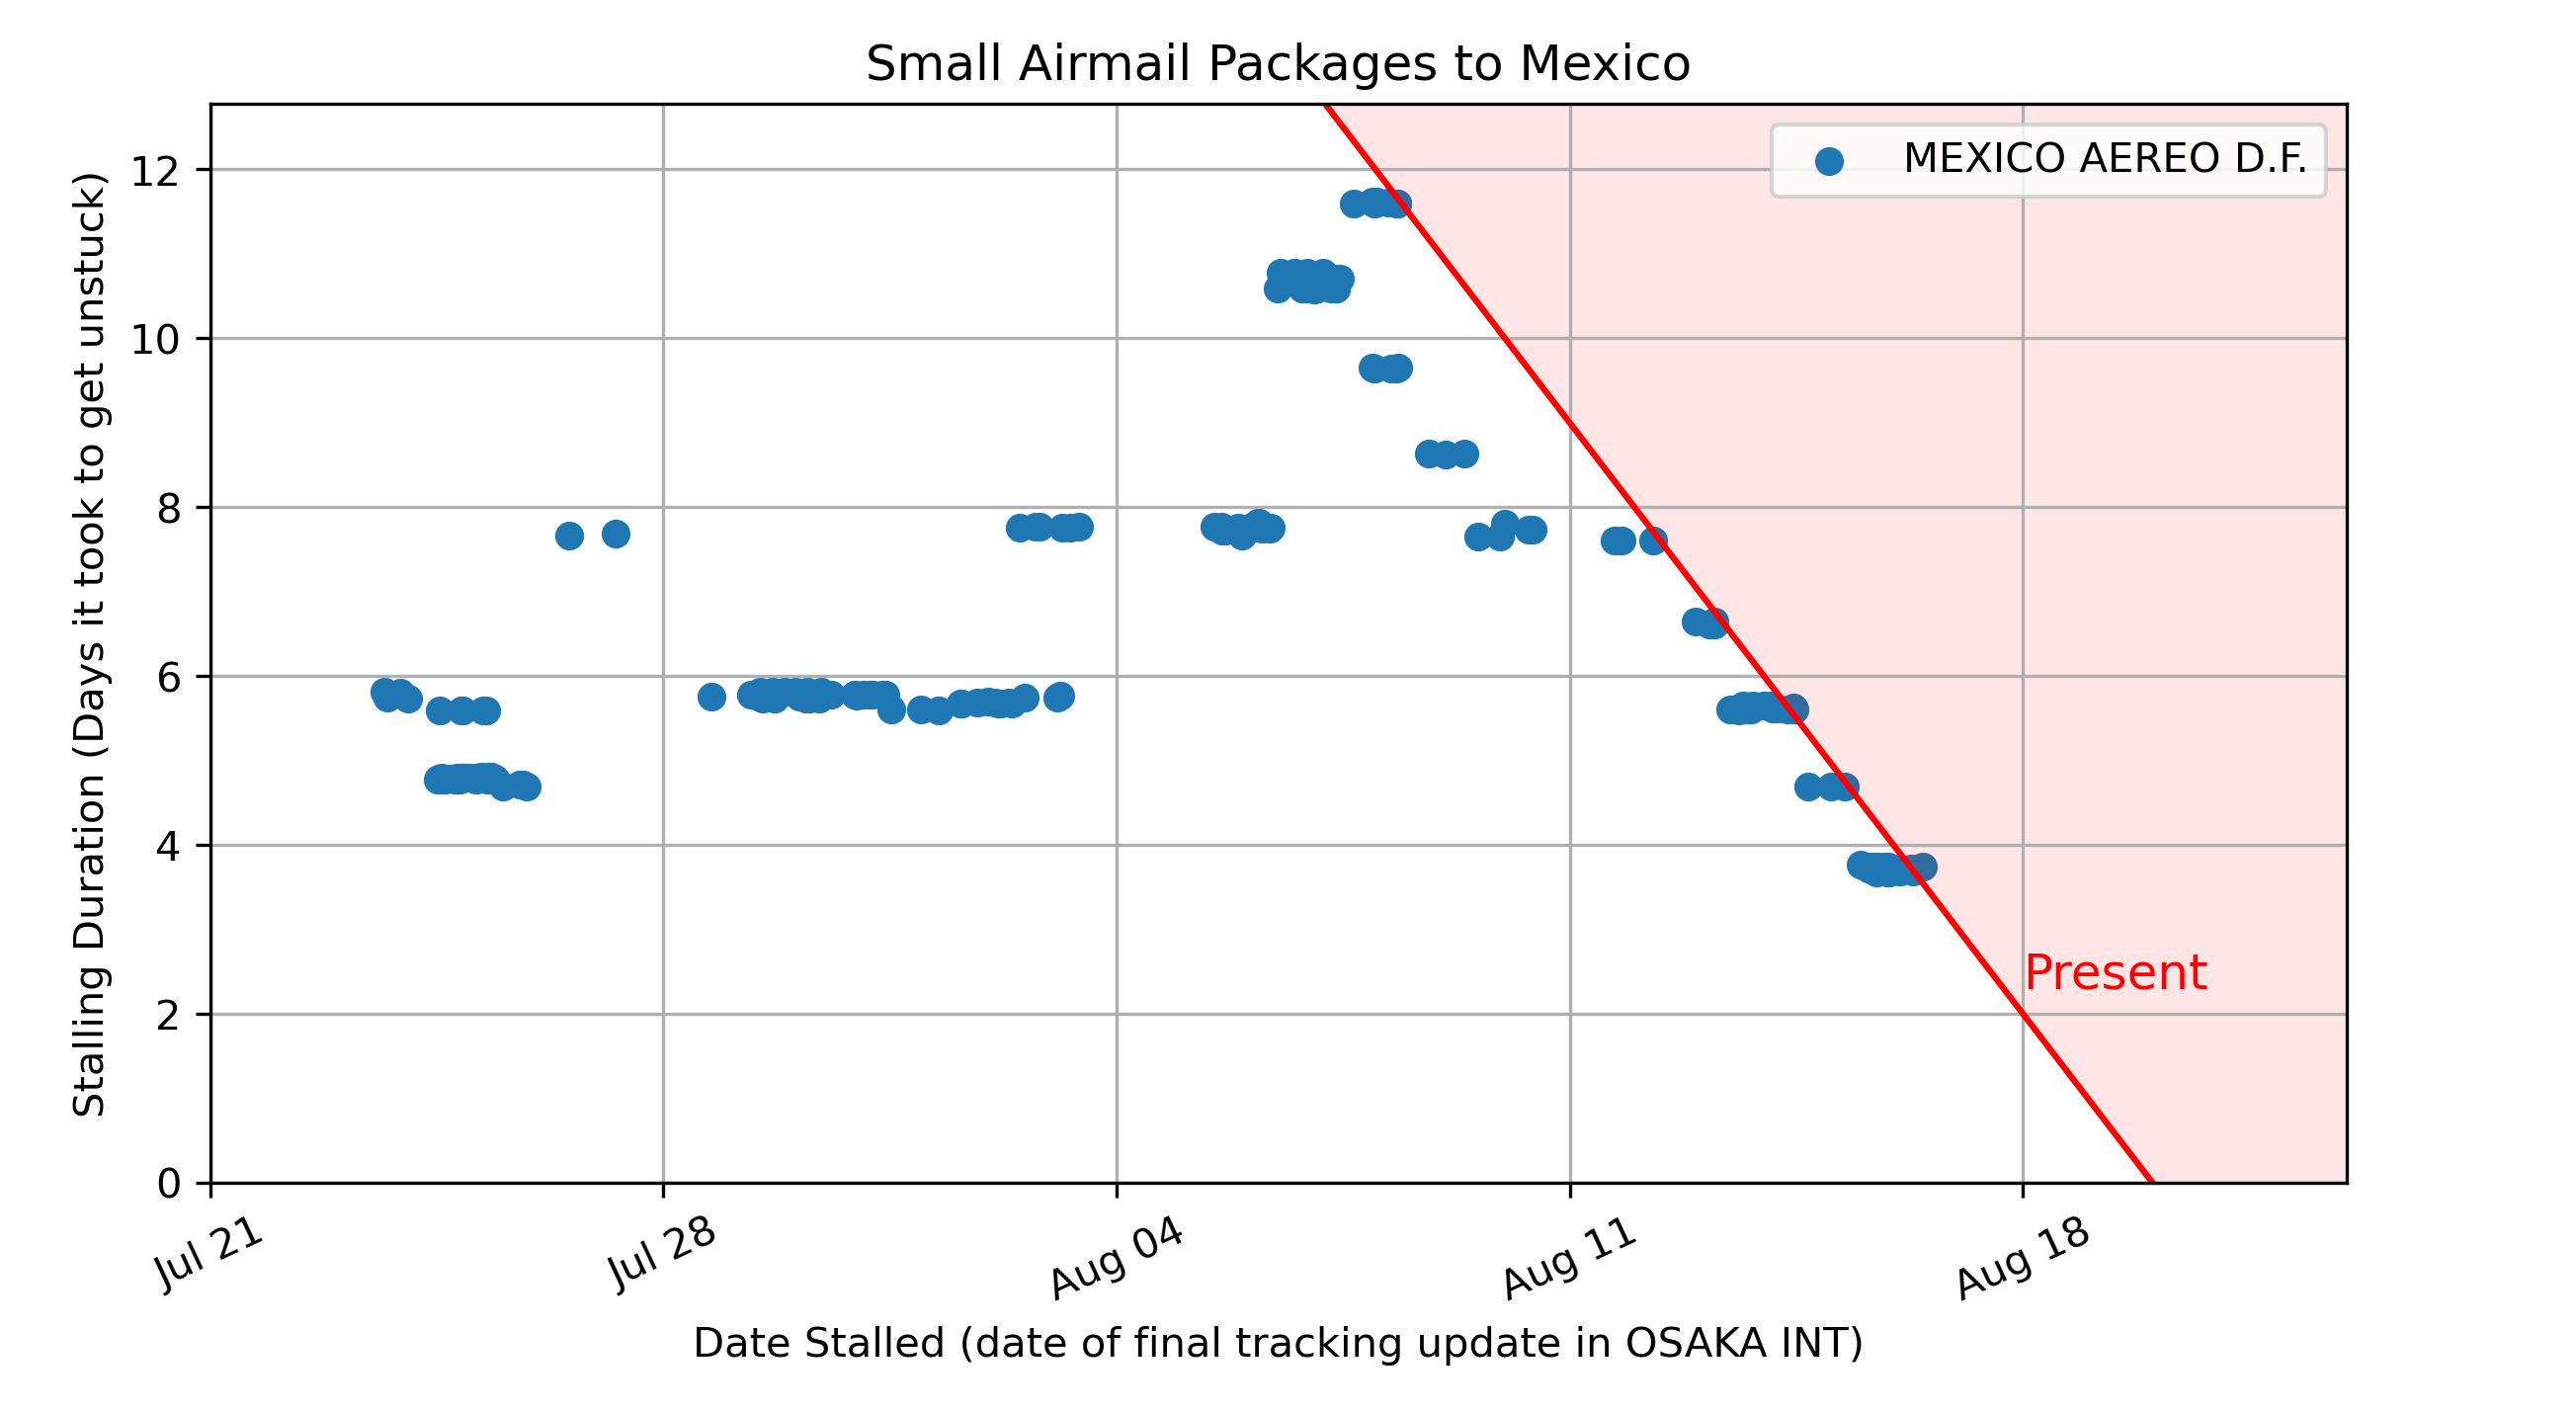 Small Airmail Packages to Mexico
MEXICO AEREO D.F.
Stalling Duration (Days it took to get unstuck)
12
10
8
6
4
2
0
Present
Jul 21
Jul 28
Aug 04
Aug 11
Aug 18
Date Stalled (date of final tracking update in OSAKA INT)